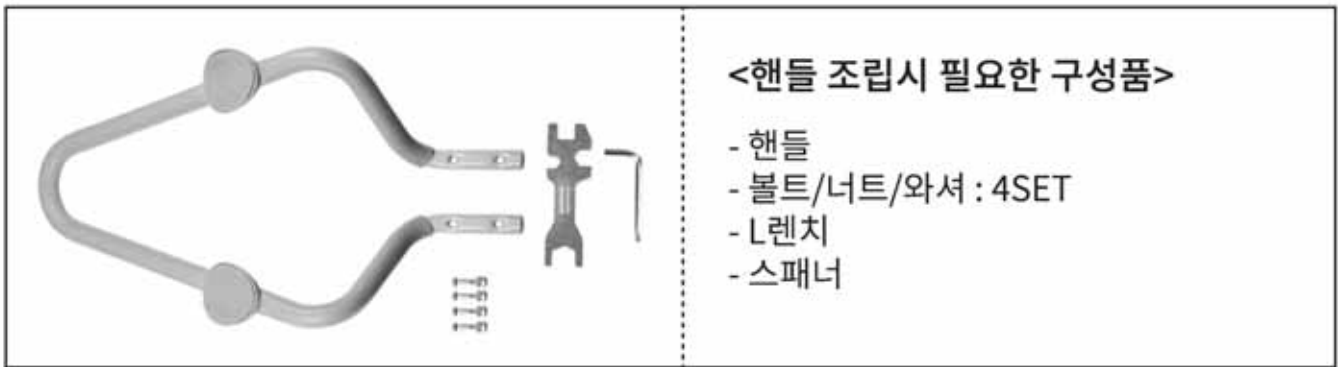 <핸들 조립시 필요한 구성품>
- 핸들
- 볼트/너트/와셔 : 4SET
- L렌치
- 스패너